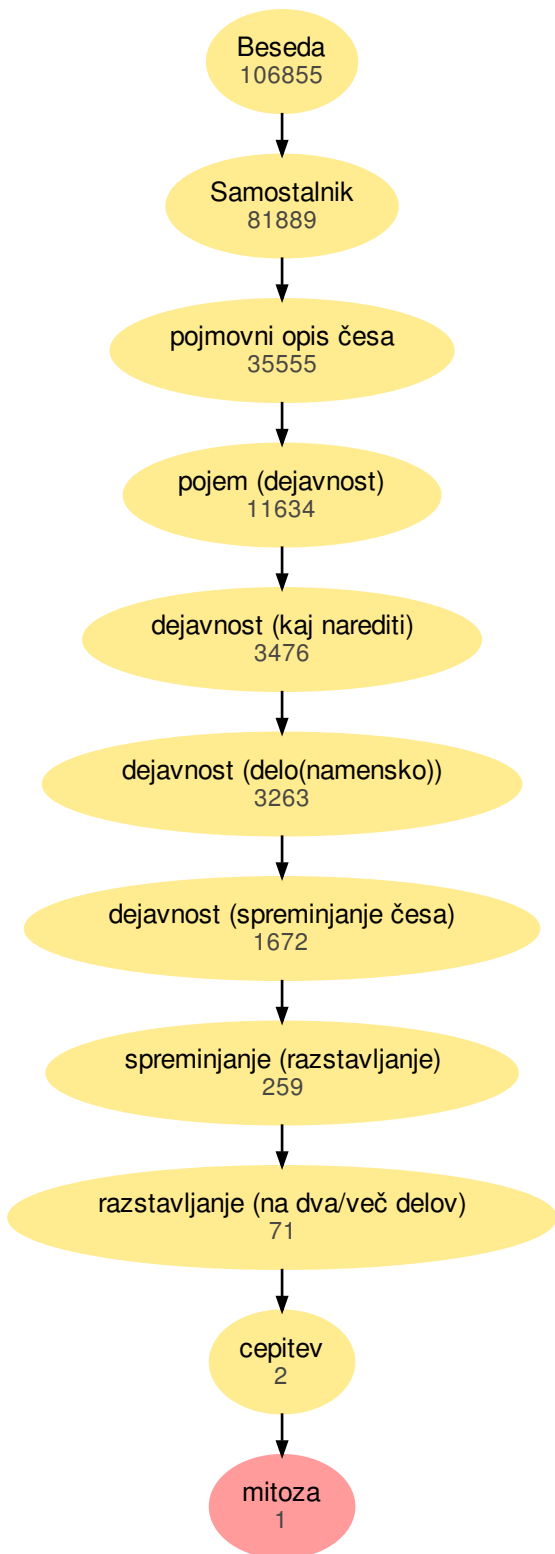 Beseda
106855
Samostalnik
81889
pojmovni opis česa
35555
pojem (dejavnost)
11634
dejavnost (kaj narediti)
3476
dejavnost (delo(namensko))
3263
dejavnost (spreminjanje česa)
1672
spreminjanje (razstavljanje)
259
razstavljanje (na dva/več delov)
71
cepitev
2
mitoza
1